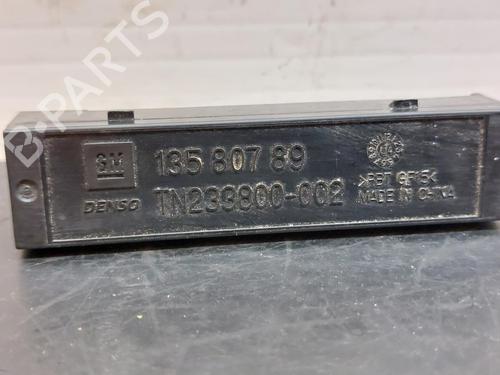 B-PARTS
GM
135 807 89
DENSO
TN233800-002
>PBT GF15<
MADE IN CHINA